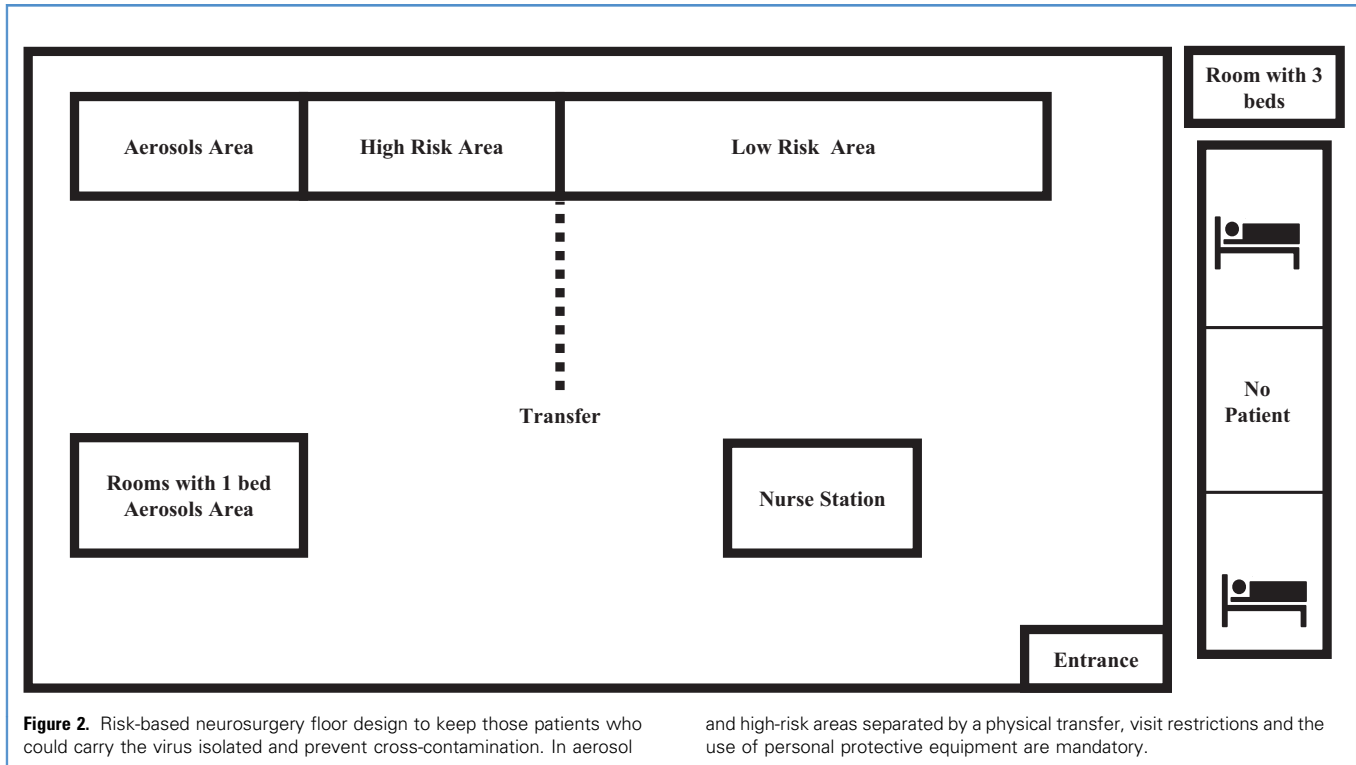 Room with 3
beds
Aerosols Area
High Risk Area
Low Risk Area
No
Patient
Transfer
Rooms with 1 bed
Aerosols Area
Nurse Station
Entrance
Figure 2. Risk-based neurosurgery floor design to keep those patients who
could carry the virus isolated and prevent cross-contamination. In aerosol
and high-risk areas separated by a physical transfer, visit restrictions and the
use of personal protective equipment are mandatory.